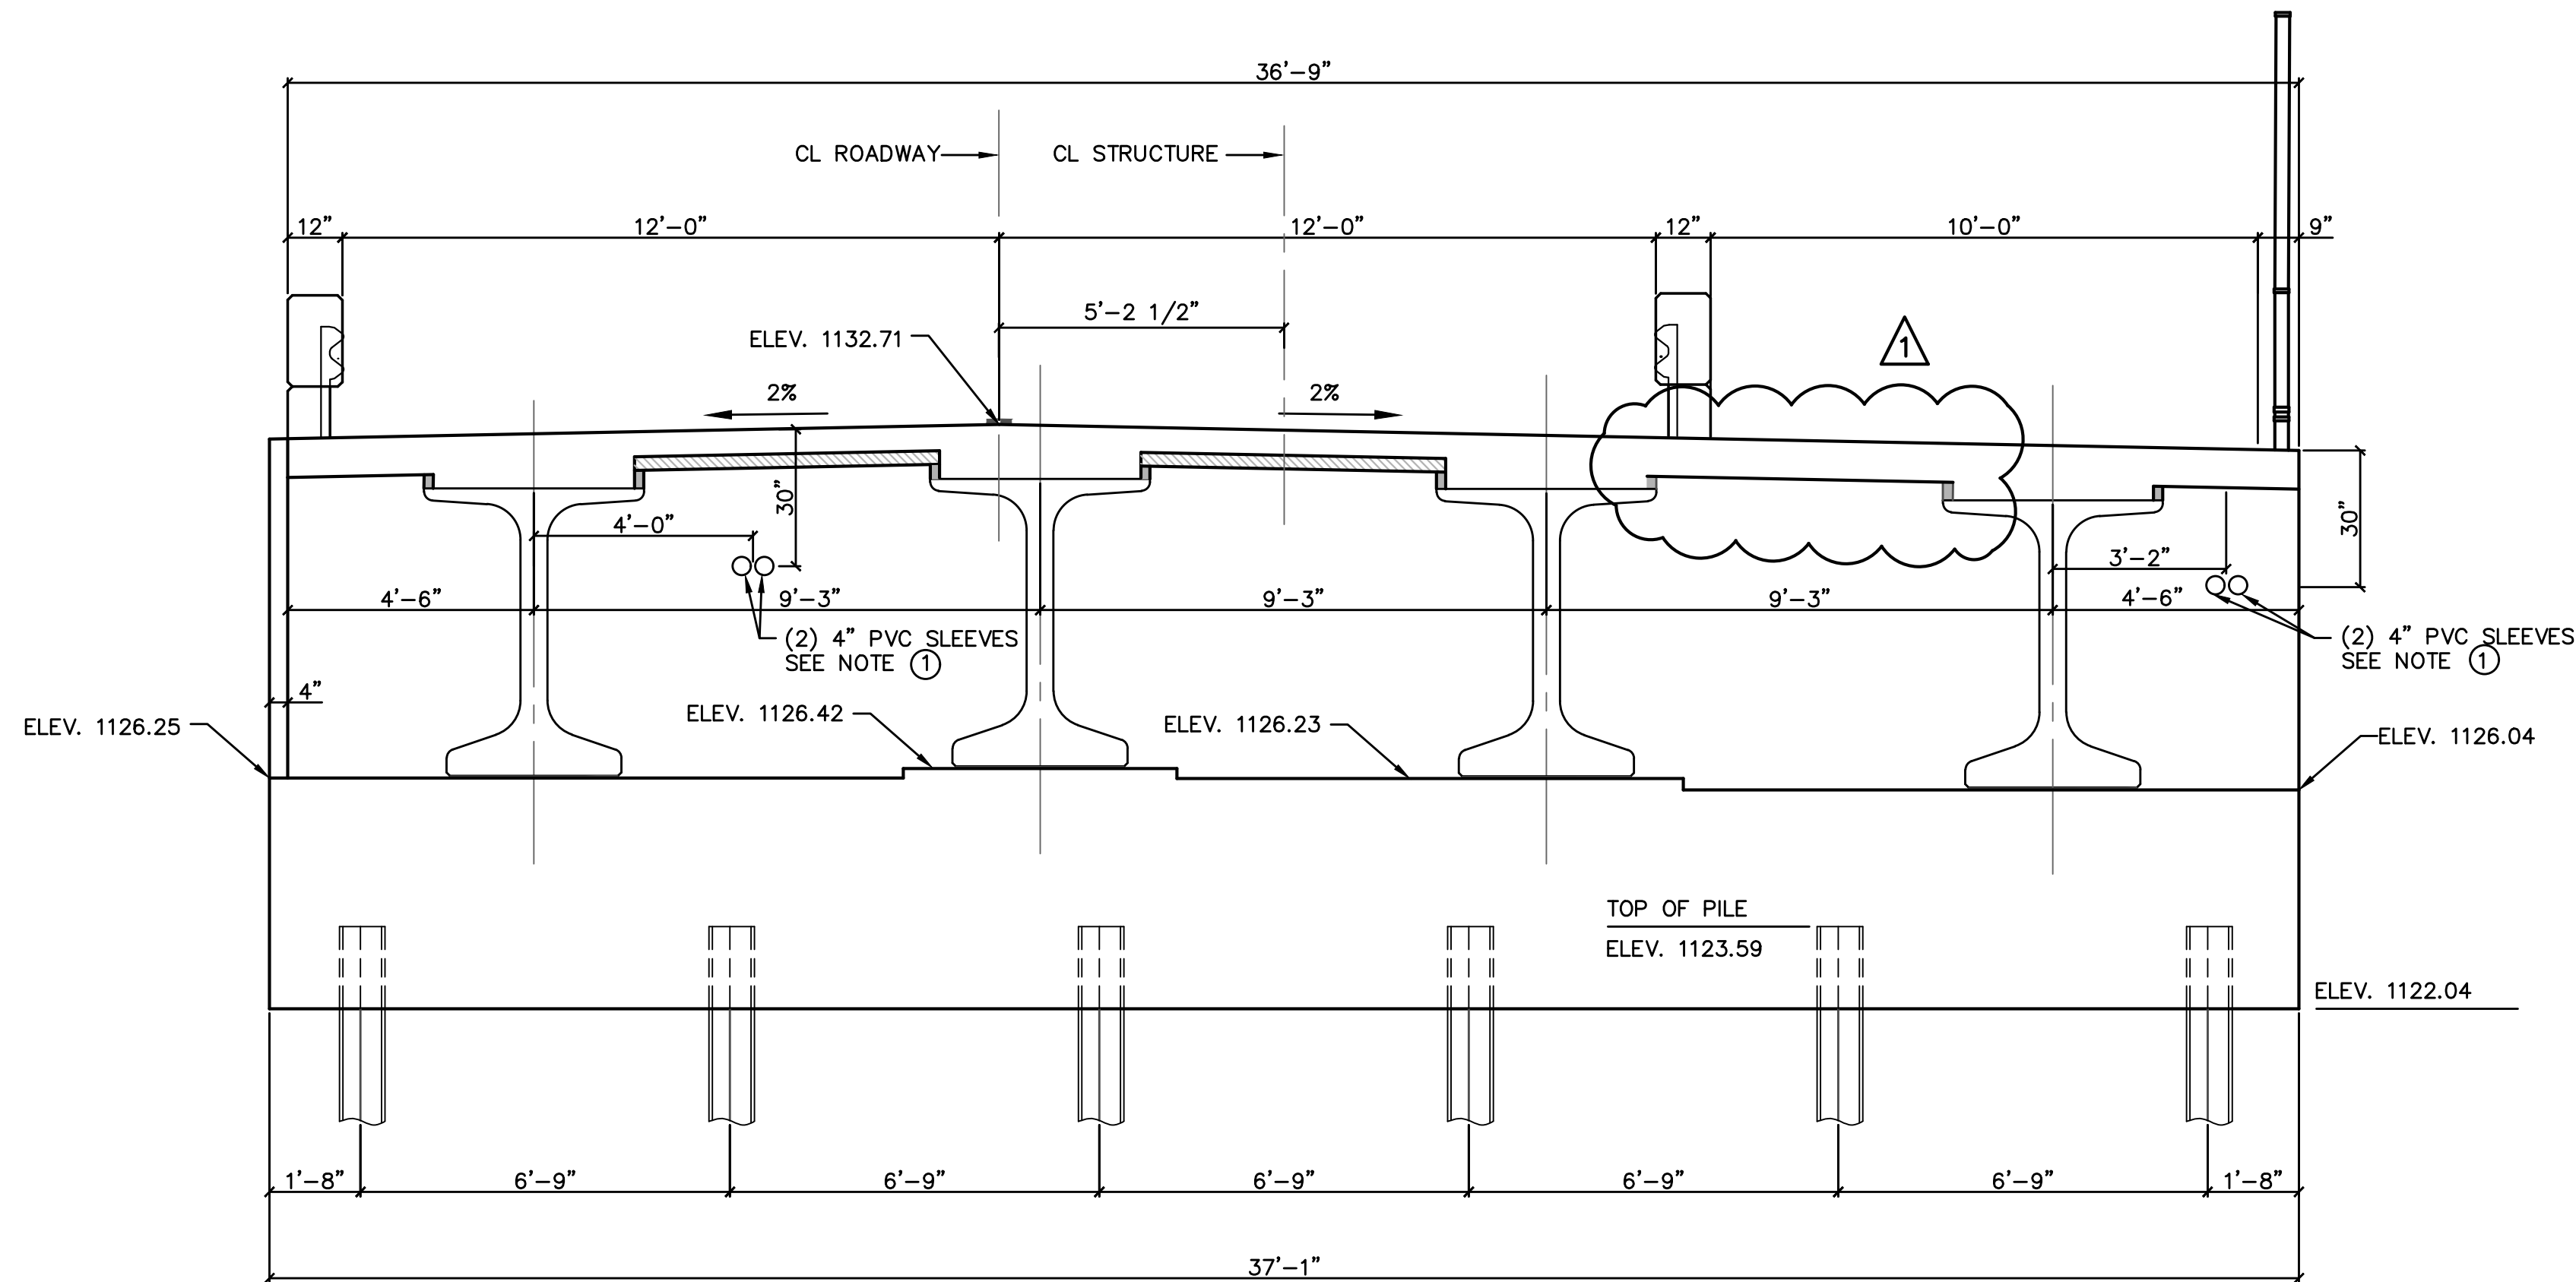 36'-9"
CL ROADWAY
CL STRUCTURE
12"
12'-0"
12'-0"
12"
10'-0"
9"
5'-2 1/2"
ELEV. 1132.71
1
2%
2%
30"
30"
4'-0"
3'-2"
4'-6"
9'-3"
9'-3"
9'-3"
4'-6"
(2) 4" PVC SLEEVES
SEE NOTE 1
(2) 4" PVC SLEEVES
SEE NOTE 1
4"
ELEV. 1126.25
ELEV. 1126.42
ELEV. 1126.23
ELEV. 1126.04
TOP OF PILE
ELEV. 1123.59
ELEV. 1122.04
1'-8"
6'-9"
6'-9"
6'-9"
6'-9"
6'-9"
1'-8"
37'-1"